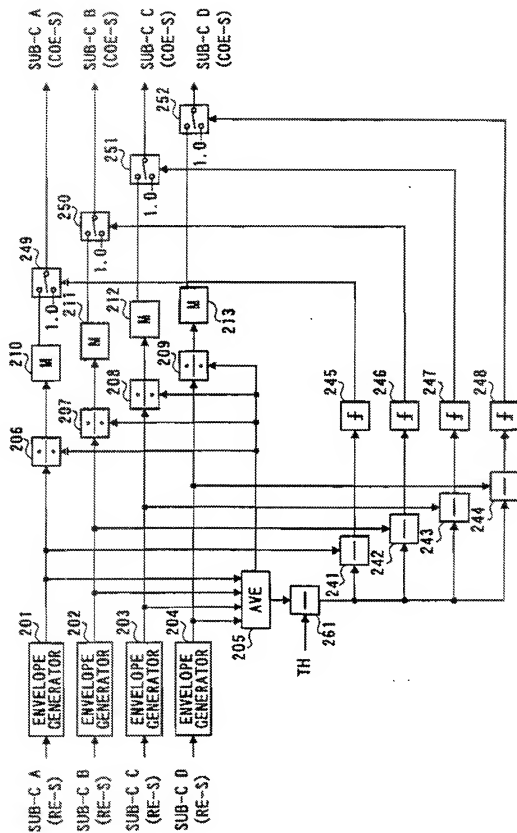 SUB-C A
(COE-S)
SUB-C B
(COE-S)
SUB-C C
(COE-S)
SUB-C D
(COE-S)
249
1.0
250
1.0
251
1.0
252
1.0
210
M
211
M
212
M
213
M
206
207
208
209
245
246
247
248
241
242
243
244
201
ENVELOPE
GENERATOR
202
ENVELOPE
GENERATOR
203
ENVELOPE
GENERATOR
204
ENVELOPE
GENERATOR
AVE
205
TH
261
SUB-C A
(RE-S)
SUB-C B
(RE-S)
SUB-C C
(RE-S)
SUB-C D
(RE-S)